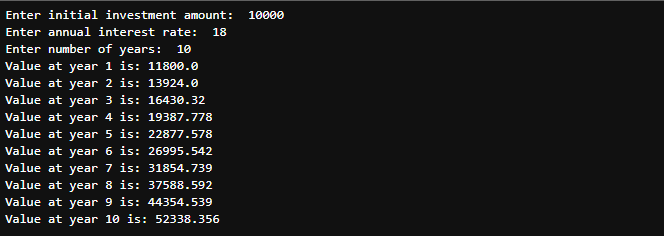 Enter initial investment amount:  10000
Enter annual interest rate:  18
Enter number of years:  10
Value at year 1 is: 11800.0
Value at year 2 is: 13924.0
Value at year 3 is: 16430.32
Value at year 4 is: 19387.778
Value at year 5 is: 22877.578
Value at year 6 is: 26995.542
Value at year 7 is: 31854.739
Value at year 8 is: 37588.592
Value at year 9 is: 44354.539
Value at year 10 is: 52338.356